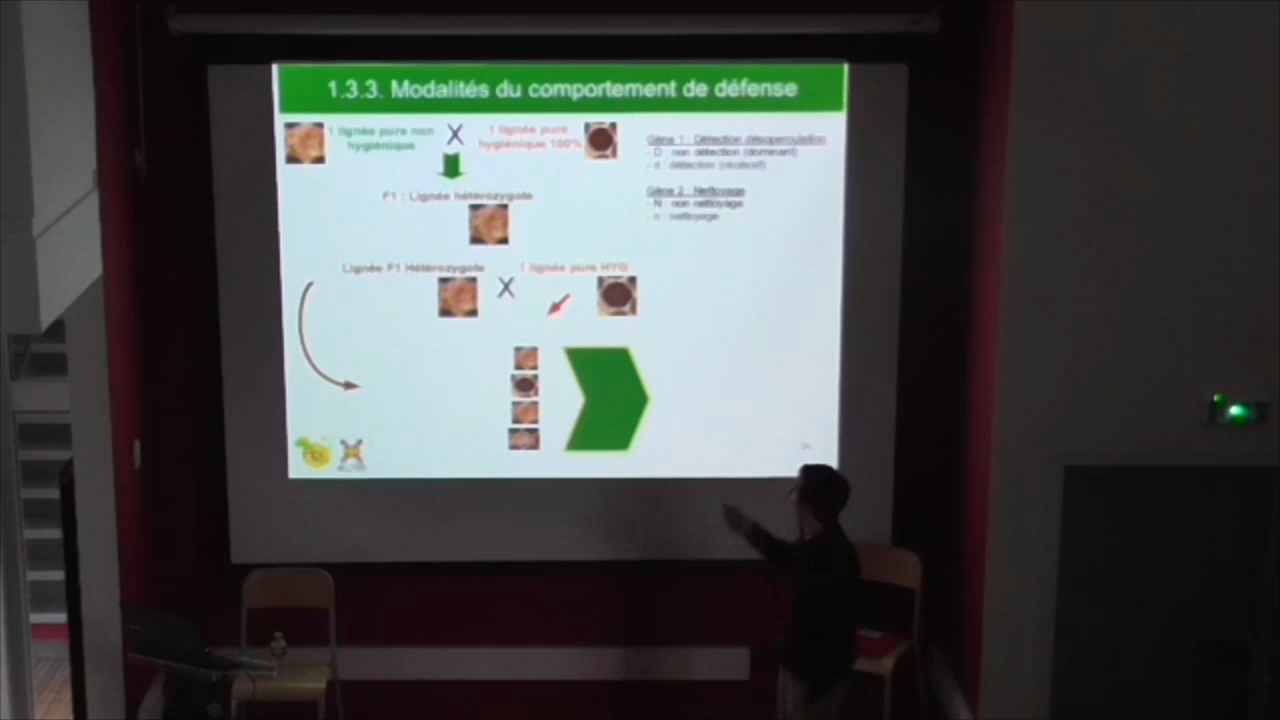 1.3.3. Modalités du comportement de défense
1 lignée pure non
hygiénique
X
1 lignée pure
hygiénique 100%
F1 : Lignée hétérozygote
Lignée F1 Hétérozygote
X
1 lignée pure HYG
Gène 1 : Détection désoperculation
- D : non détection (dominant)
- d : détection (récessif)
Gène 2 : Nettoyage
- N : non nettoyage
- n : nettoyage